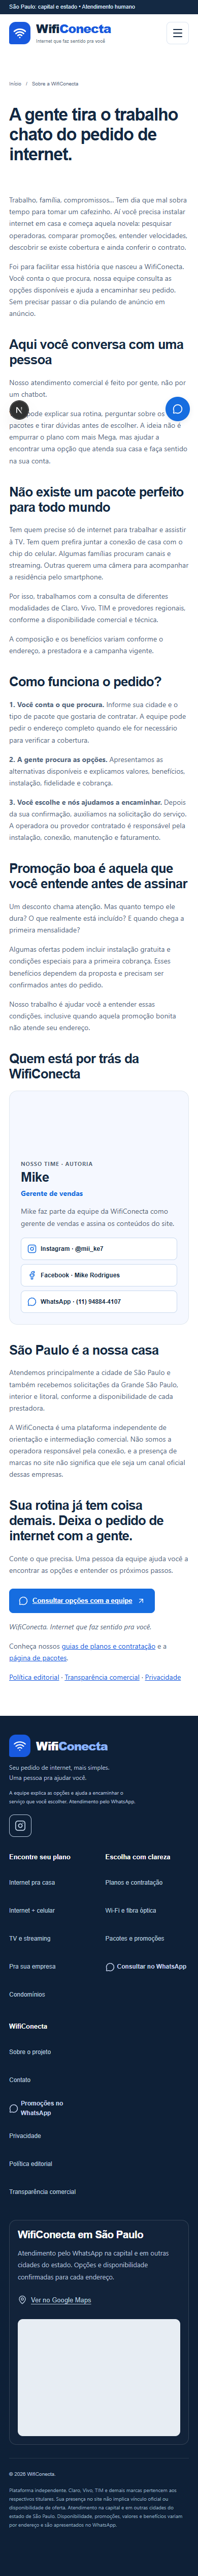 São Paulo: capital e estado • Atendimento humano
WifiConecta
Internet que faz sentido pra você
Início / Sobre a WifiConecta
A gente tira o trabalho
chato do pedido de
internet.
Trabalho, família, compromissos... Tem dia que mal sobra
tempo para tomar um cafezinho. Aí você precisa instalar
internet em casa e começa aquela novela: pesquisar
operadoras, comparar promoções, entender velocidades,
descobrir se existe cobertura e ainda conferir o contrato.
Foi para facilitar essa história que nasceu a WifiConecta.
Você conta o que procura, nossa equipe consulta as
opções disponíveis e ajuda a encaminhar seu pedido.
Sem precisar passar o dia pulando de anúncio em
anúncio.
Aqui você conversa com uma
pessoa
Nosso atendimento comercial é feito por gente, não por
um chatbot.
pode explicar sua rotina, perguntar sobre os
pacotes e tirar dúvidas antes de escolher. A ideia não é
empurrar o plano com mais Mega, mas ajudar a
encontrar uma opção que atenda sua casa e faça sentido
na sua conta.
Não existe um pacote perfeito
para todo mundo
Tem quem precise só de internet para trabalhar e assistir
à TV. Tem quem prefira juntar a conexão de casa com o
chip do celular. Algumas famílias procuram canais e
streaming. Outras querem uma câmera para acompanhar
a residência pelo smartphone.
Por isso, trabalhamos com a consulta de diferentes
modalidades de Claro, Vivo, TIM e provedores regionais,
conforme a disponibilidade comercial e técnica.
A composição e os benefícios variam conforme o
endereço, a prestadora e a campanha vigente.
Como funciona o pedido?
1. Você conta o que procura. Informe sua cidade e o
tipo de pacote que gostaria de contratar. A equipe pode
pedir o endereço completo quando ele for necessário
para verificar a cobertura.
2. A gente procura as opções. Apresentamos as
alternativas disponíveis e explicamos valores, benefícios,
instalação, fidelidade e cobrança.
3. Você escolhe e nós ajudamos a encaminhar. Depois
da sua confirmação, auxiliamos na solicitação do serviço.
A operadora ou provedor contratado é responsável pela
instalação, conexão, manutenção e faturamento.
Promoção boa é aquela que
você entende antes de assinar
Um desconto chama atenção. Mas quanto tempo ele
dura? O que realmente está incluído? E quando chega a
primeira mensalidade?
Algumas ofertas podem incluir instalação gratuita e
condições especiais para a primeira cobrança. Esses
benefícios dependem da proposta e precisam ser
confirmados antes do pedido.
Nosso trabalho é ajudar você a entender essas
condições, inclusive quando aquela promoção bonita
não atende seu endereço.
Quem está por trás da
WifiConecta
NOSSO TIME · AUTORIA
Mike
Gerente de vendas
Mike faz parte da equipe da WifiConecta como
gerente de vendas e assina os conteúdos do site.
Instagram · @mii_ke7
Facebook · Mike Rodrigues
WhatsApp · (11) 94884-4107
São Paulo é a nossa casa
Atendemos principalmente a cidade de São Paulo e
também recebemos solicitações da Grande São Paulo,
interior e litoral, conforme a disponibilidade de cada
prestadora.
A WifiConecta é uma plataforma independente de
orientação e intermediação comercial. Não somos a
operadora responsável pela conexão, e a presença de
marcas no site não significa que ele seja um canal oficial
dessas empresas.
Sua rotina já tem coisa
demais. Deixa o pedido de
internet com a gente.
Conte o que precisa. Uma pessoa da equipe ajuda você a
encontrar as opções e entender os próximos passos.
Consultar opções com a equipe
WifiConecta. Internet que faz sentido para sua rotina.
Conheça nossos guias de planos e contratação e a
página de pacotes.
Política editorial · Transparência comercial · Privacidade
WifiConecta
Seu pedido de internet, mais simples.
Uma pessoa pra ajudar você.
A equipe explica as opções e ajuda a encaminhar o
serviço que você escolher. Atendimento pelo WhatsApp.
Encontre seu plano
Internet pra casa
Internet + celular
TV e streaming
Pra sua empresa
Condomínios
Escolha com clareza
Planos e contratação
Wi-Fi e fibra óptica
Pacotes e promoções
Consultar no WhatsApp
WifiConecta
Sobre o projeto
Contato
Promoções no
WhatsApp
Privacidade
Política editorial
Transparência comercial
WifiConecta em São Paulo
Atendimento pelo WhatsApp na capital e em outras
cidades do estado. Opções e disponibilidade
confirmadas para cada endereço.
Ver no Google Maps
© 2026 WifiConecta.
Plataforma independente. Claro, Vivo, TIM e demais marcas pertencem aos
respectivos titulares. Sua presença no site não implica vínculo oficial ou
disponibilidade de oferta. Atendimento na capital e em outras cidades do
estado de São Paulo. Disponibilidade, promoções, valores e benefícios variam
por endereço e são apresentados no WhatsApp.